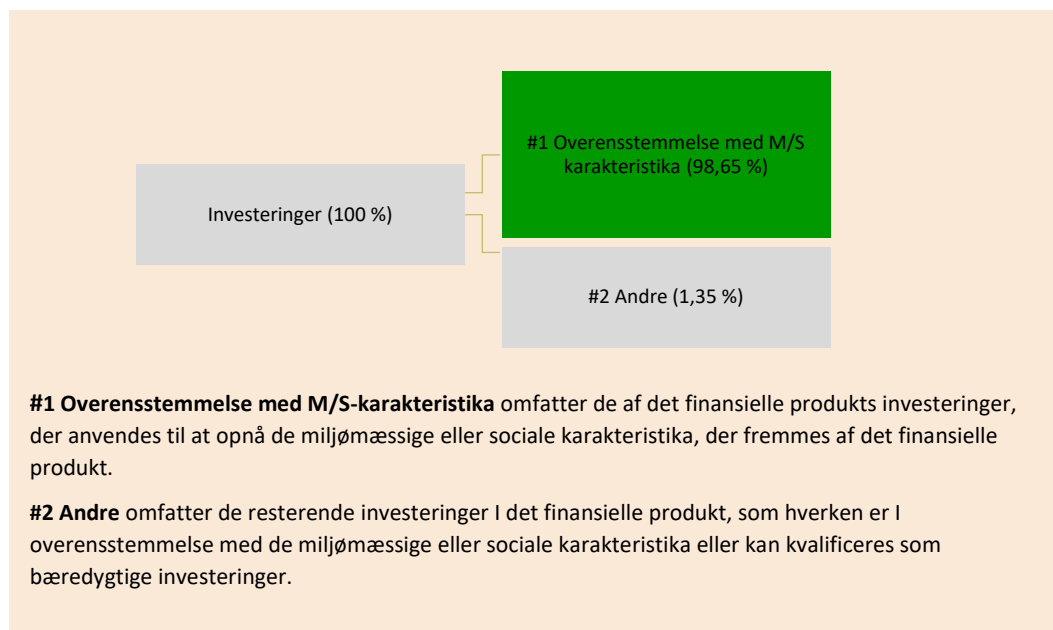 #1 Overensstemmelse med M/S
karakteristika (98,65 %)
Investeringer (100 %)
#2 Andre (1,35 %)
#1 Overensstemmelse med M/S-karakteristika omfatter de af det finansielle produkts investeringer,
der anvendes til at opnå de miljømæssige eller sociale karakteristika, der fremmes af det finansielle
produkt.
#2 Andre omfatter de resterende investeringer I det finansielle produkt, som hverken er I
overensstemmelse med de miljømæssige eller sociale karakteristika eller kan kvalificeres som
bæredygtige investeringer.